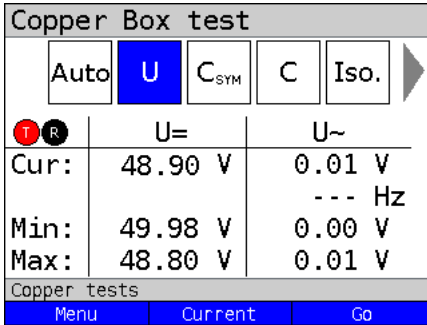 Copper Box test
Auto U CSYM C Iso.
T R U= U~
Cur: 48.90 V 0.01 V
--- Hz
Min: 49.98 V 0.00 V
Max: 48.80 V 0.01 V
Copper tests
Menu Current Go